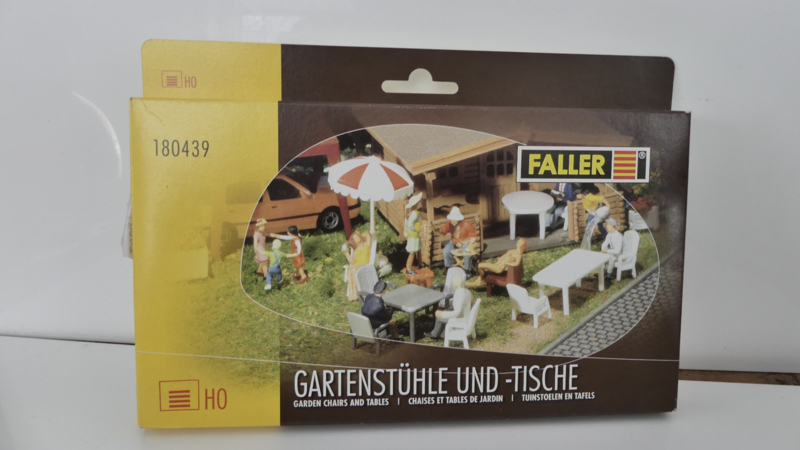 HO
180439
FALLER
HO
GARTENSTÜHLE UND -TISCHE
GARDEN CHAIRS AND TABLES | CHAISES ET TABLES DE JARDIN | TUINSTOELEN EN TAFELS